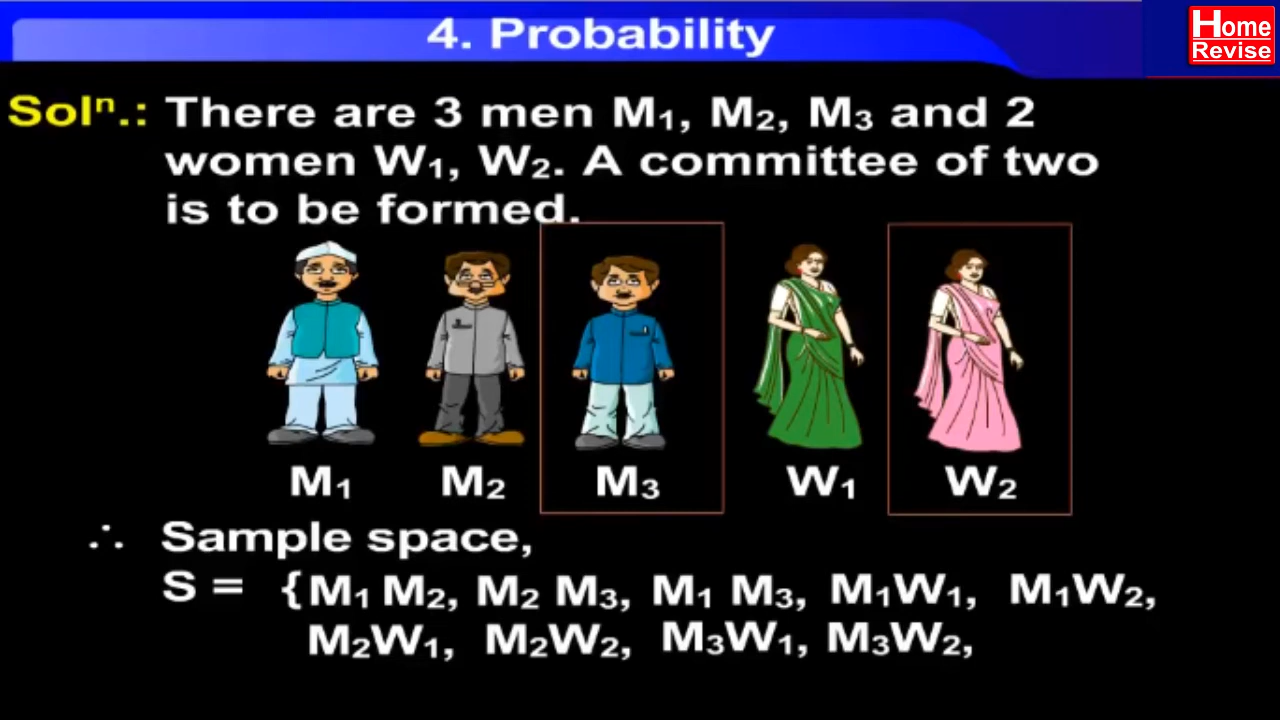 4. Probability
Home
Revise
Solⁿ.: There are 3 men M₁, M₂, M₃ and 2
women W₁, W₂. A committee of two
is to be formed.
M₁ M₂ M₃ W₁ W₂
∴ Sample space,
S = {M₁ M₂, M₂ M₃, M₁ M₃, M₁W₁, M₁W₂,
M₂W₁, M₂W₂, M₃W₁, M₃W₂,